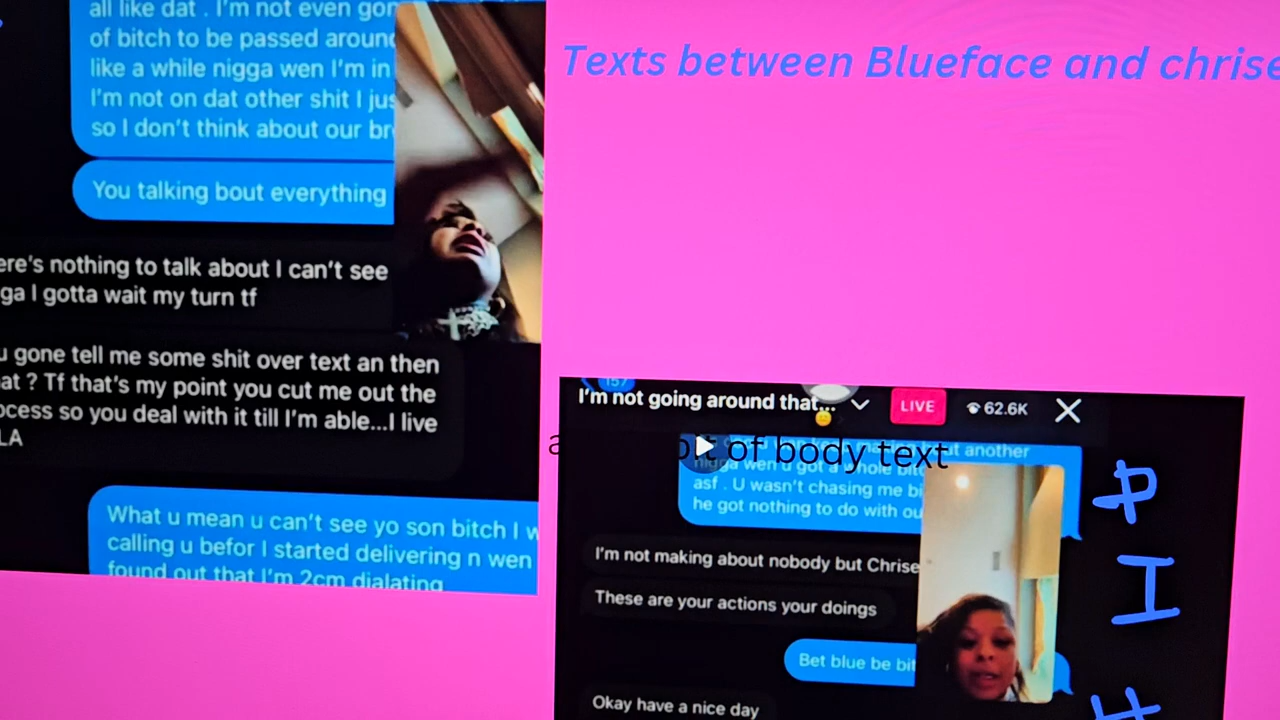 all like dat . I'm not even gon
of bitch to be passed around
like a while nigga wen I'm in
I'm not on dat other shit I jus
so I don't think about our br
You talking bout everything
ere's nothing to talk about I can't see
ga I gotta wait my turn tf
u gone tell me some shit over text an then
at ? Tf that's my point you cut me out the
ocess so you deal with it till I'm able...I live
LA
What u mean u can't see yo son bitch I w
calling u befor I started delivering n wen
found out that I'm 2cm dialating
Texts between Blueface and chrise
157
I'm not going around that...
LIVE
62.6K
of body text
but another
nigga wen u got a whole bit
asf . U wasn't chasing me bi
he got nothing to do with ou
I'm not making about nobody but Chrise
These are your actions your doings
Bet blue be bit
Okay have a nice day